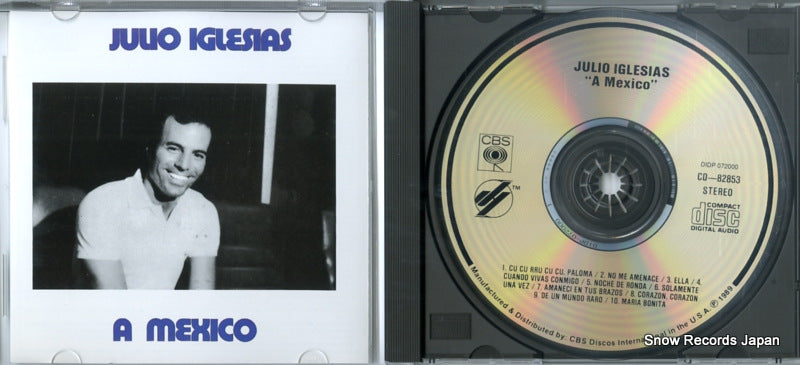 JULIO IGLESIAS
A MEXICO
JULIO IGLESIAS
"A Mexico"
CBS
TM
DIDP 072000
CD—82853
STEREO
COMPACT
disc
DIGITAL AUDIO
1. CU CU RRU CU CU, PALOMA / 2. NO ME AMENACE / 3. ELLA / 4.
CUANDO VIVAS CONMIGO / 5. NOCHE DE RONDA / 6. SOLAMENTE
UNA VEZ / 7. AMANECI EN TUS BRAZOS / 8. CORAZON, CORAZON
9. DE UN MUNDO RARO / 10. MARIA BONITA
Manufactured & Distributed by: CBS Discos International in the U.S.A. ℗ 1989
Snow Records Japan